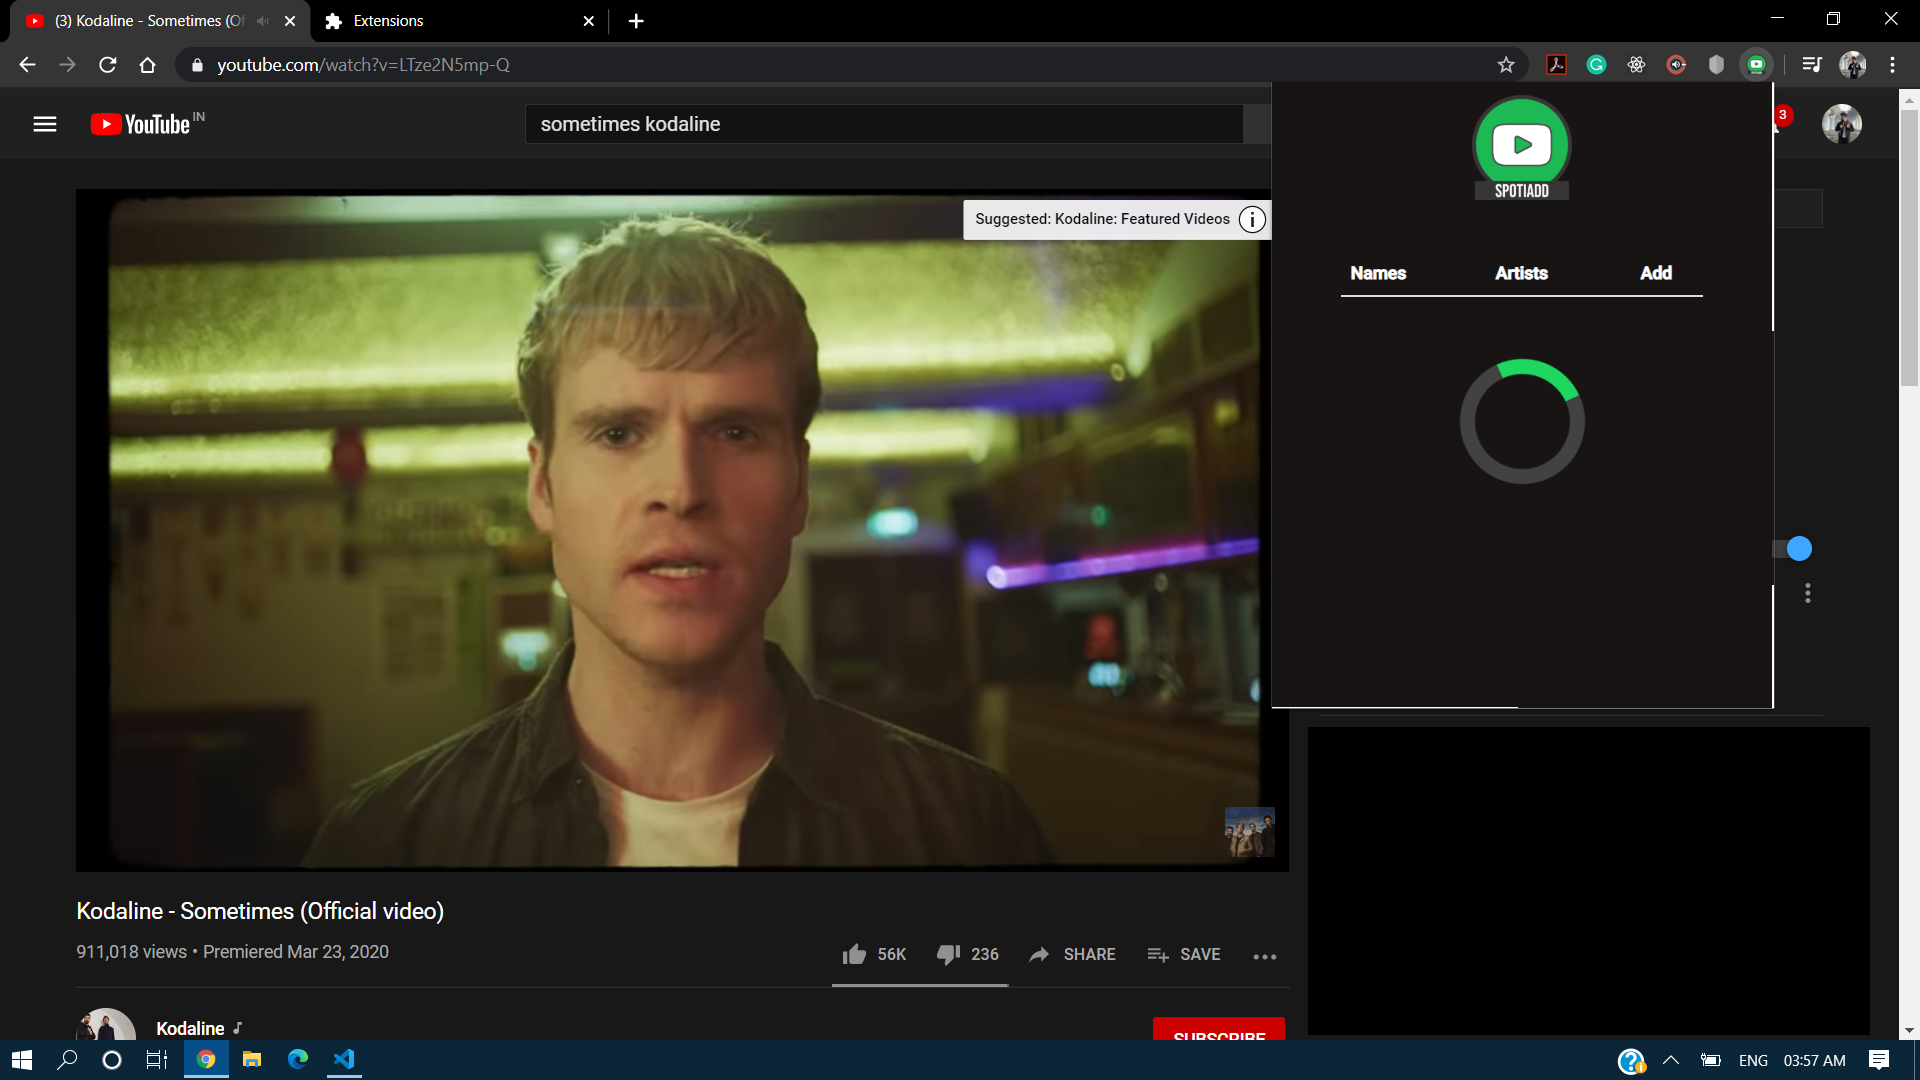 (3) Kodaline - Sometimes (Of
Extensions
youtube.com/watch?v=LTze2N5mp-Q
YouTube IN
sometimes kodaline
3
SPOTIADD
Suggested: Kodaline: Featured Videos
Names Artists Add
Kodaline - Sometimes (Official video)
911,018 views • Premiered Mar 23, 2020
56K 236 SHARE SAVE
Kodaline
SUBSCRIBE
ENG 03:57 AM